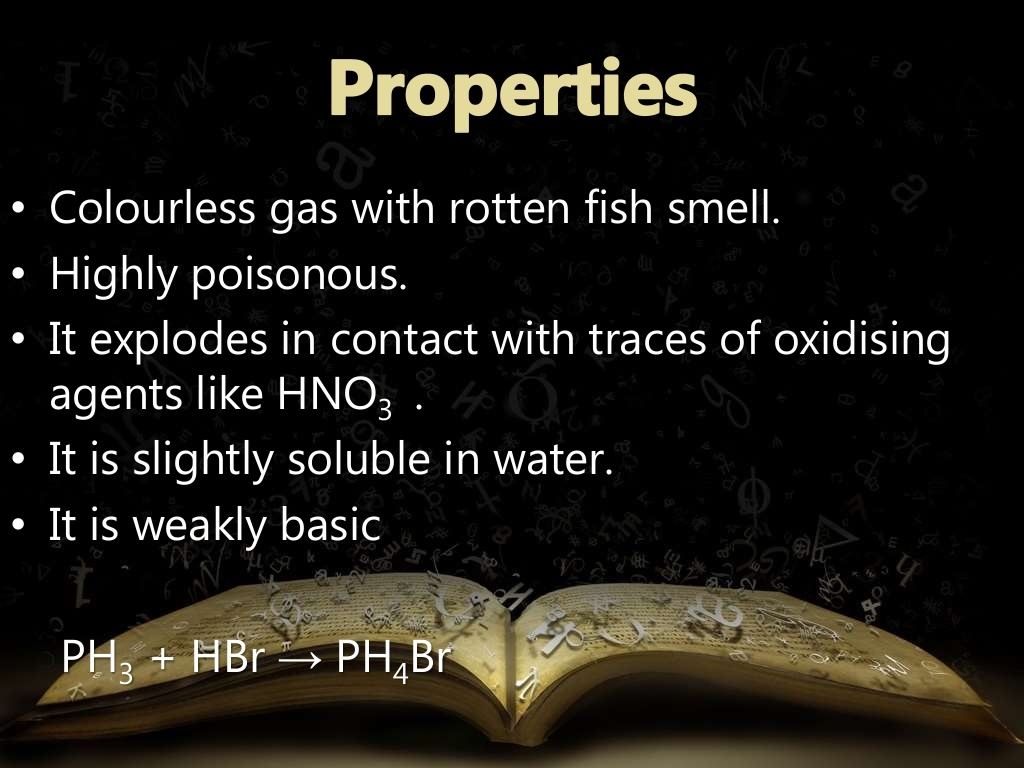 Properties
• Colourless gas with rotten fish smell.
• Highly poisonous.
• It explodes in contact with traces of oxidising
agents like HNO₃ .
• It is slightly soluble in water.
• It is weakly basic
PH₃ + HBr → PH₄Br